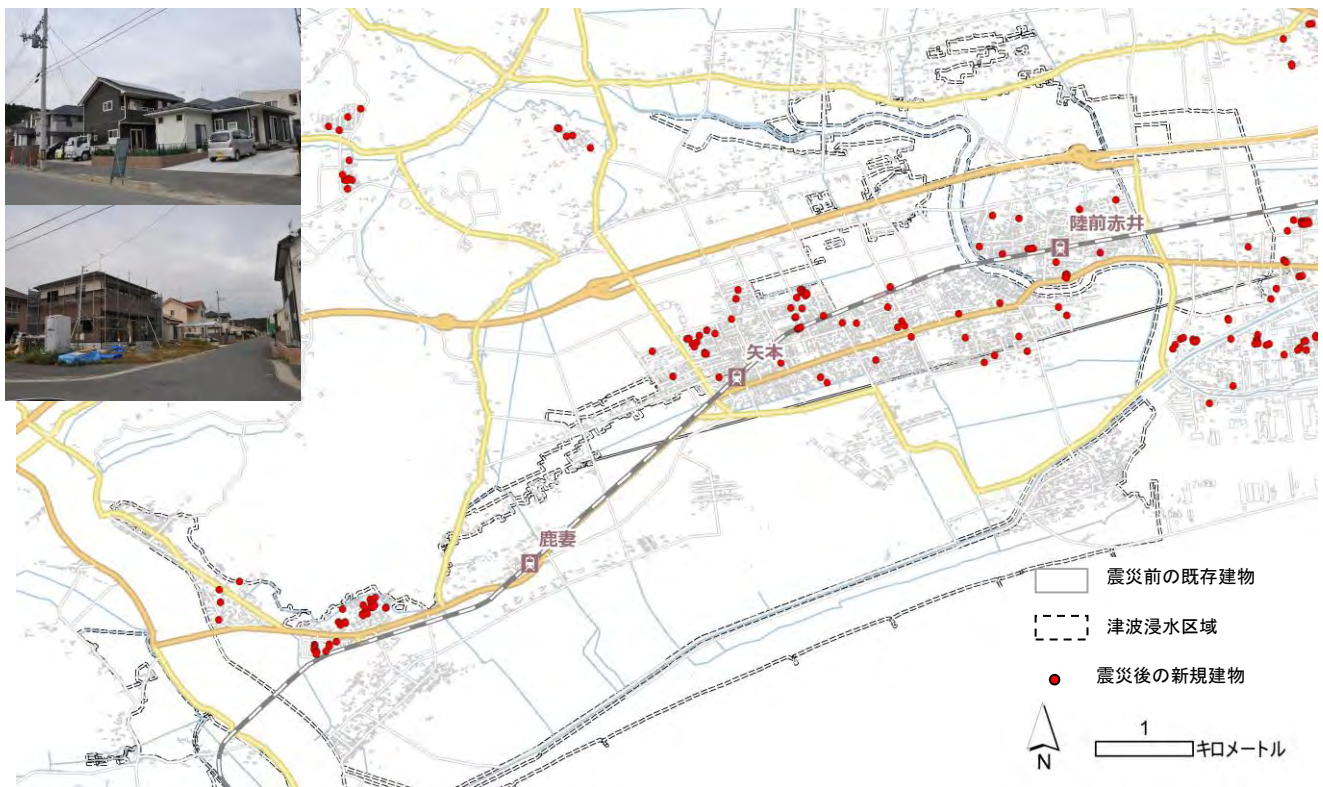 陸前赤井
矢本
鹿妻
震災前の既存建物
津波浸水区域
震災後の新規建物
1
キロメートル
N